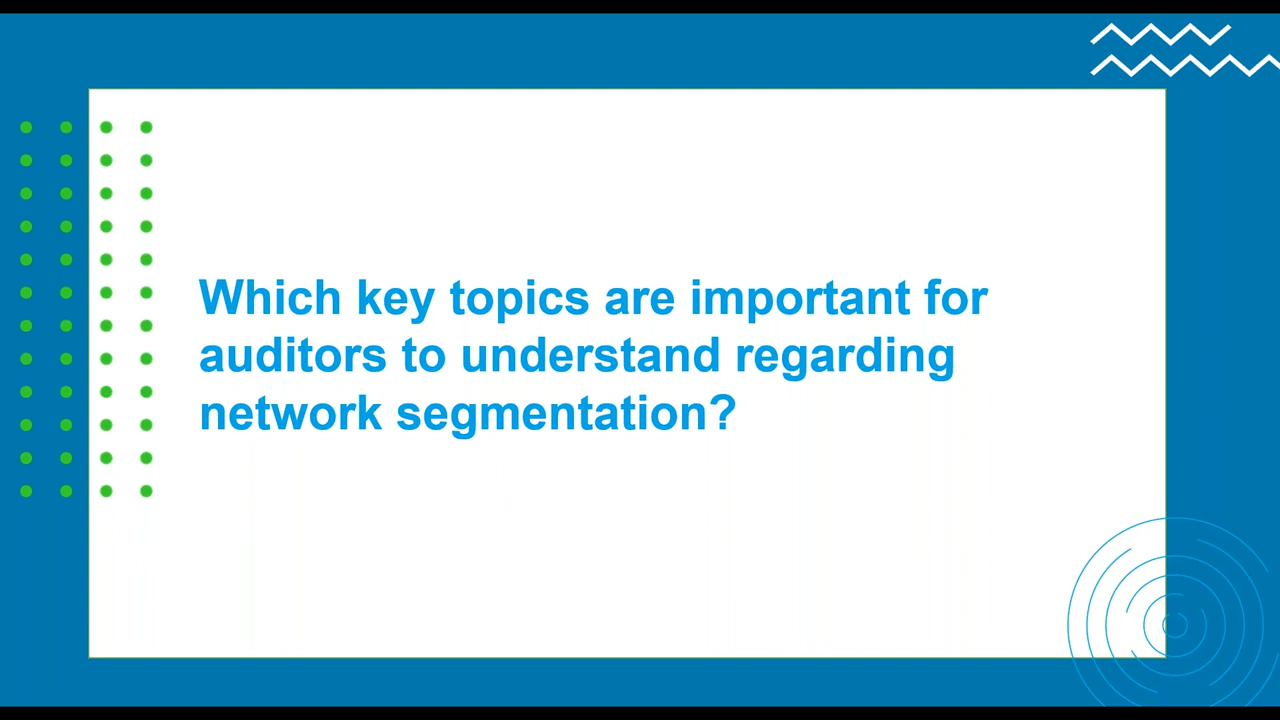 Which key topics are important for
auditors to understand regarding
network segmentation?